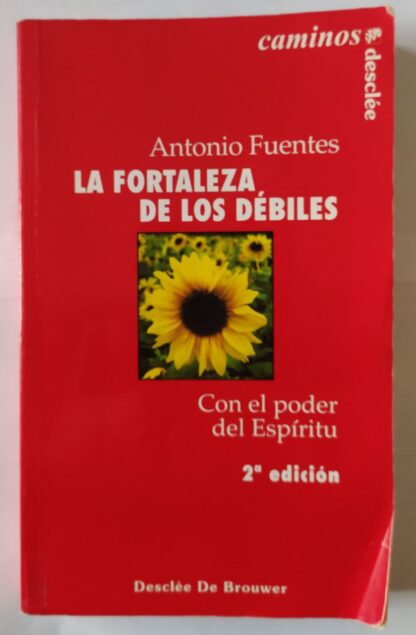 caminos
desclée
Antonio Fuentes
LA FORTALEZA
DE LOS DÉBILES
Con el poder
del Espíritu
2ª edición
Desclée De Brouwer